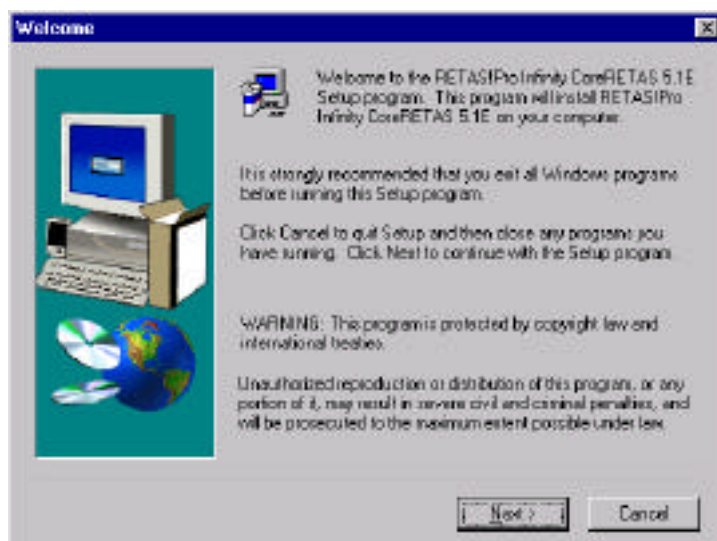 Welcome
Welcome to the RETAS!Pro Infinity CoreRETAS 5.1E
Setup program. This program will install RETAS!Pro
Infinity CoreRETAS 5.1E on your computer.
It is strongly recommended that you exit all Windows programs
before running this Setup program.
Click Cancel to quit Setup and then close any programs you
have running. Click Next to continue with the Setup program.
WARNING: This program is protected by copyright law and
international treaties.
Unauthorized reproduction or distribution of this program, or any
portion of it, may result in severe civil and criminal penalties, and
will be prosecuted to the maximum extent possible under law.
Next >
Cancel